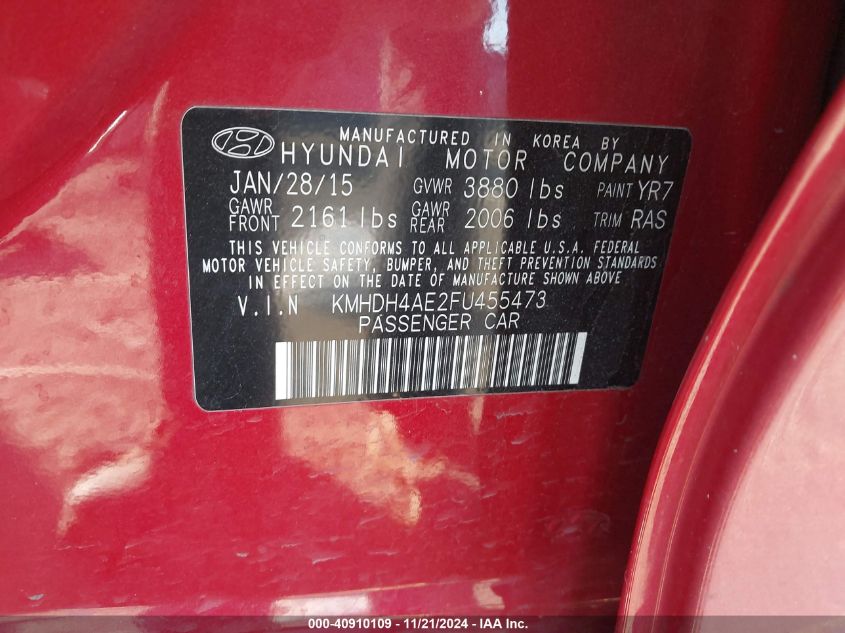 MANUFACTURED IN KOREA BY
HYUNDAI MOTOR COMPANY
JAN/28/15 GVWR 3880 lbs PAINT YR7
GAWR FRONT 2161 lbs GAWR REAR 2006 lbs TRIM RAS
THIS VEHICLE CONFORMS TO ALL APPLICABLE U.S.A. FEDERAL
MOTOR VEHICLE SAFETY, BUMPER, AND THEFT PREVENTION STANDARDS
IN EFFECT ON THE DATE OF MANUFACTURE SHOWN ABOVE
V.I.N KMHDH4AE2FU455473
PASSENGER CAR
000-40910109 - 11/21/2024 - IAA Inc.